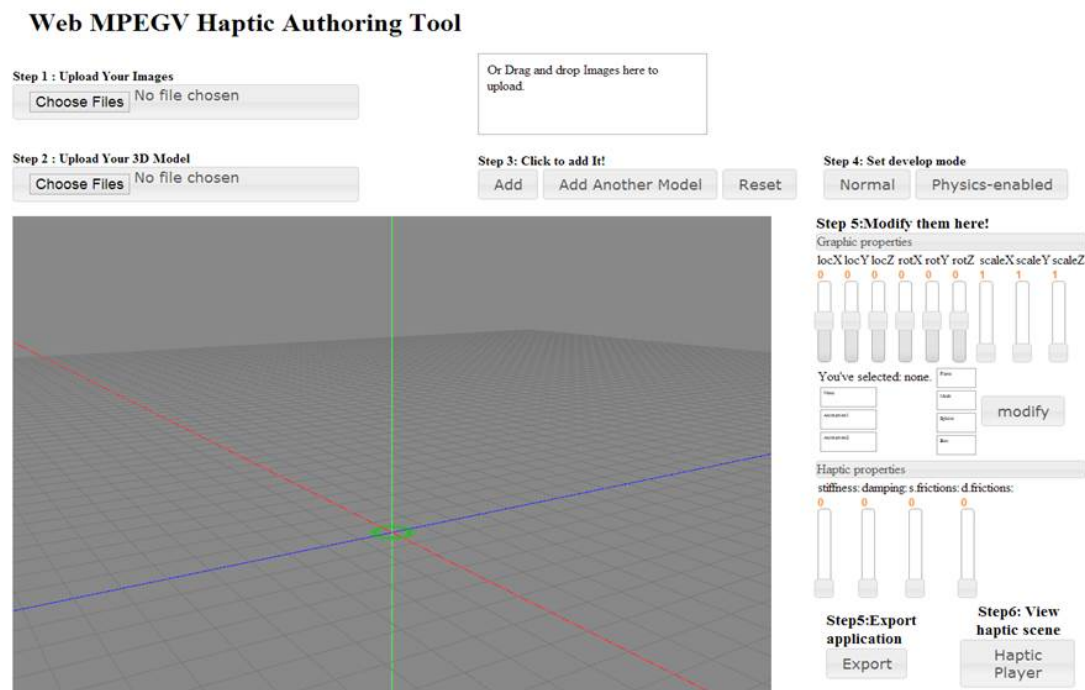 Web MPEGV Haptic Authoring Tool
Step 1 : Upload Your Images
Choose Files No file chosen
Or Drag and drop Images here to
upload.
Step 2 : Upload Your 3D Model
Choose Files No file chosen
Step 3: Click to add It!
Add Add Another Model Reset
Step 4: Set develop mode
Normal Physics-enabled
Step 5:Modify them here!
Graphic properties
locX locY locZ rotX rotY rotZ scaleX scaleY scaleZ
0 0 0 0 0 0 1 1 1
You've selected: none.
modify
Haptic properties
stiffness: damping: s.frictions: d.frictions:
0 0 0 0
Step5:Export
application
Export
Step6: View
haptic scene
Haptic
Player